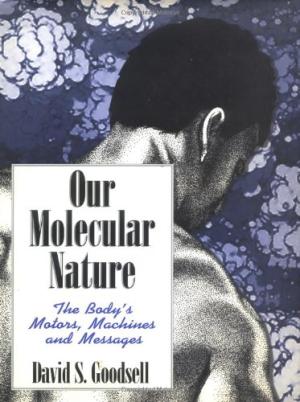 Our
Molecular
Nature
The Body's
Motors, Machines
and Messages
David S. Goodsell